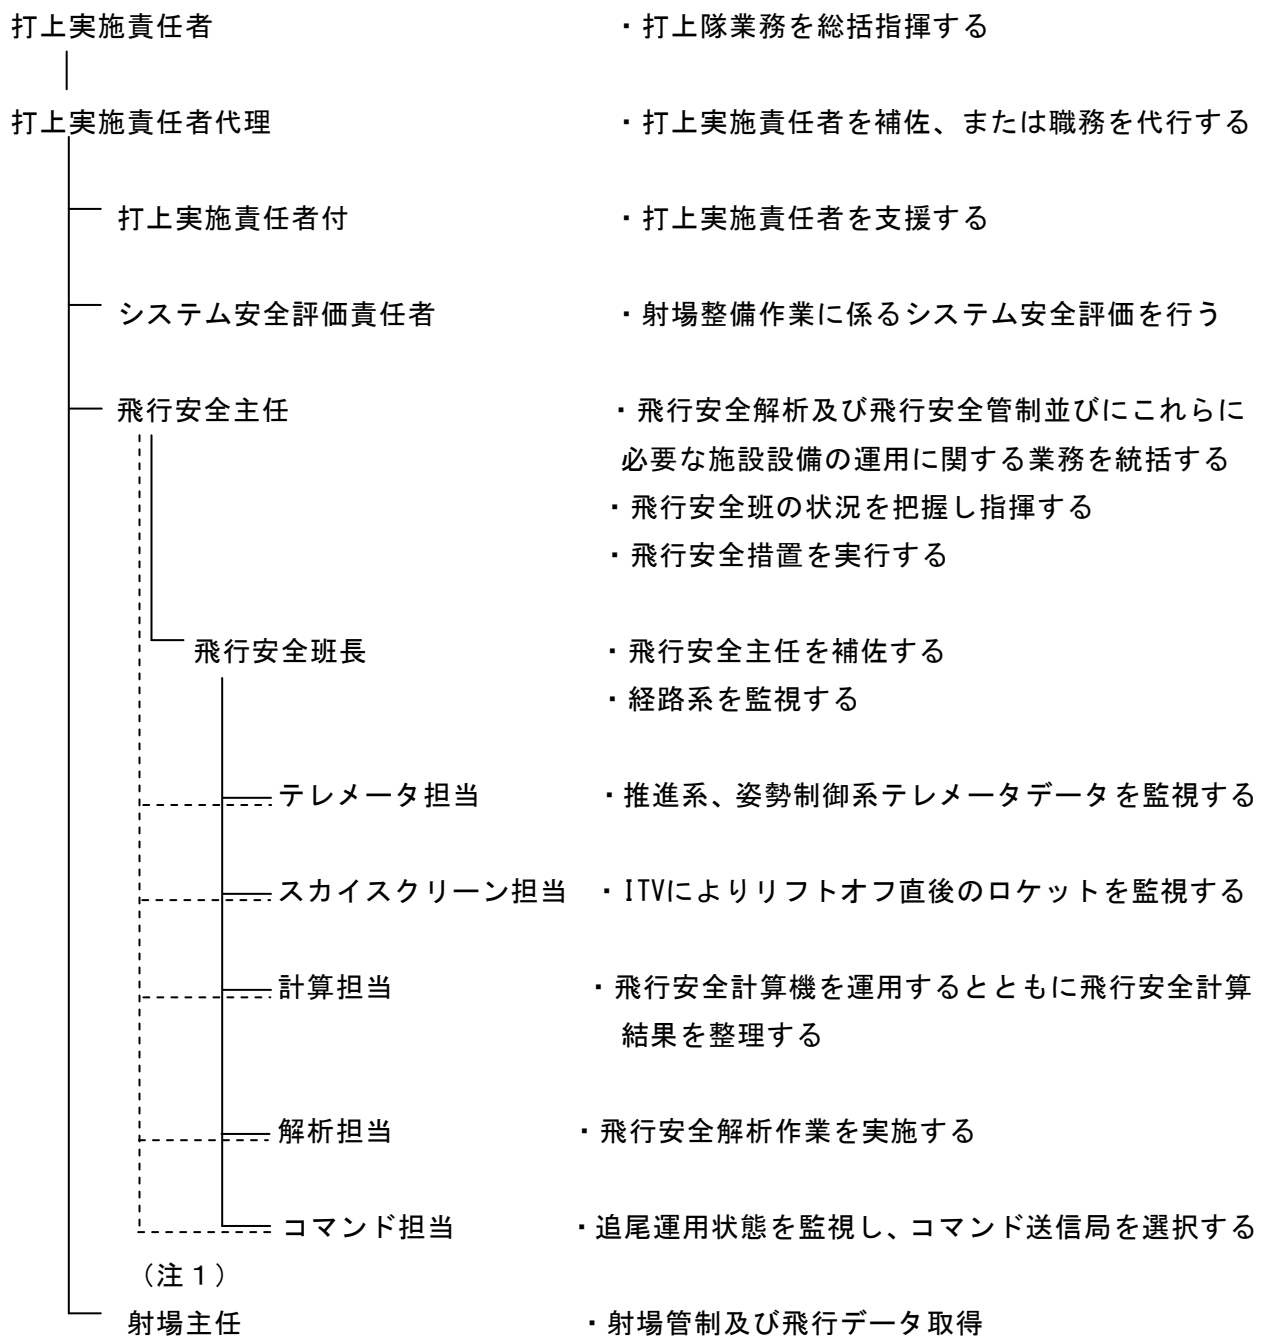 打上実施責任者 ・打上隊業務を総括指揮する
打上実施責任者代理 ・打上実施責任者を補佐、または職務を代行する
打上実施責任者付 ・打上実施責任者を支援する
システム安全評価責任者 ・射場整備作業に係るシステム安全評価を行う
飛行安全主任 ・飛行安全解析及び飛行安全管制並びにこれらに
必要な施設設備の運用に関する業務を統括する
・飛行安全班の状況を把握し指揮する
・飛行安全措置を実行する
飛行安全班長 ・飛行安全主任を補佐する
・経路系を監視する
テレメータ担当 ・推進系、姿勢制御系テレメータデータを監視する
スカイスクリーン担当 ・ITVによりリフトオフ直後のロケットを監視する
計算担当 ・飛行安全計算機を運用するとともに飛行安全計算
結果を整理する
解析担当 ・飛行安全解析作業を実施する
コマンド担当 ・追尾運用状態を監視し、コマンド送信局を選択する
（注１）
射場主任 ・射場管制及び飛行データ取得